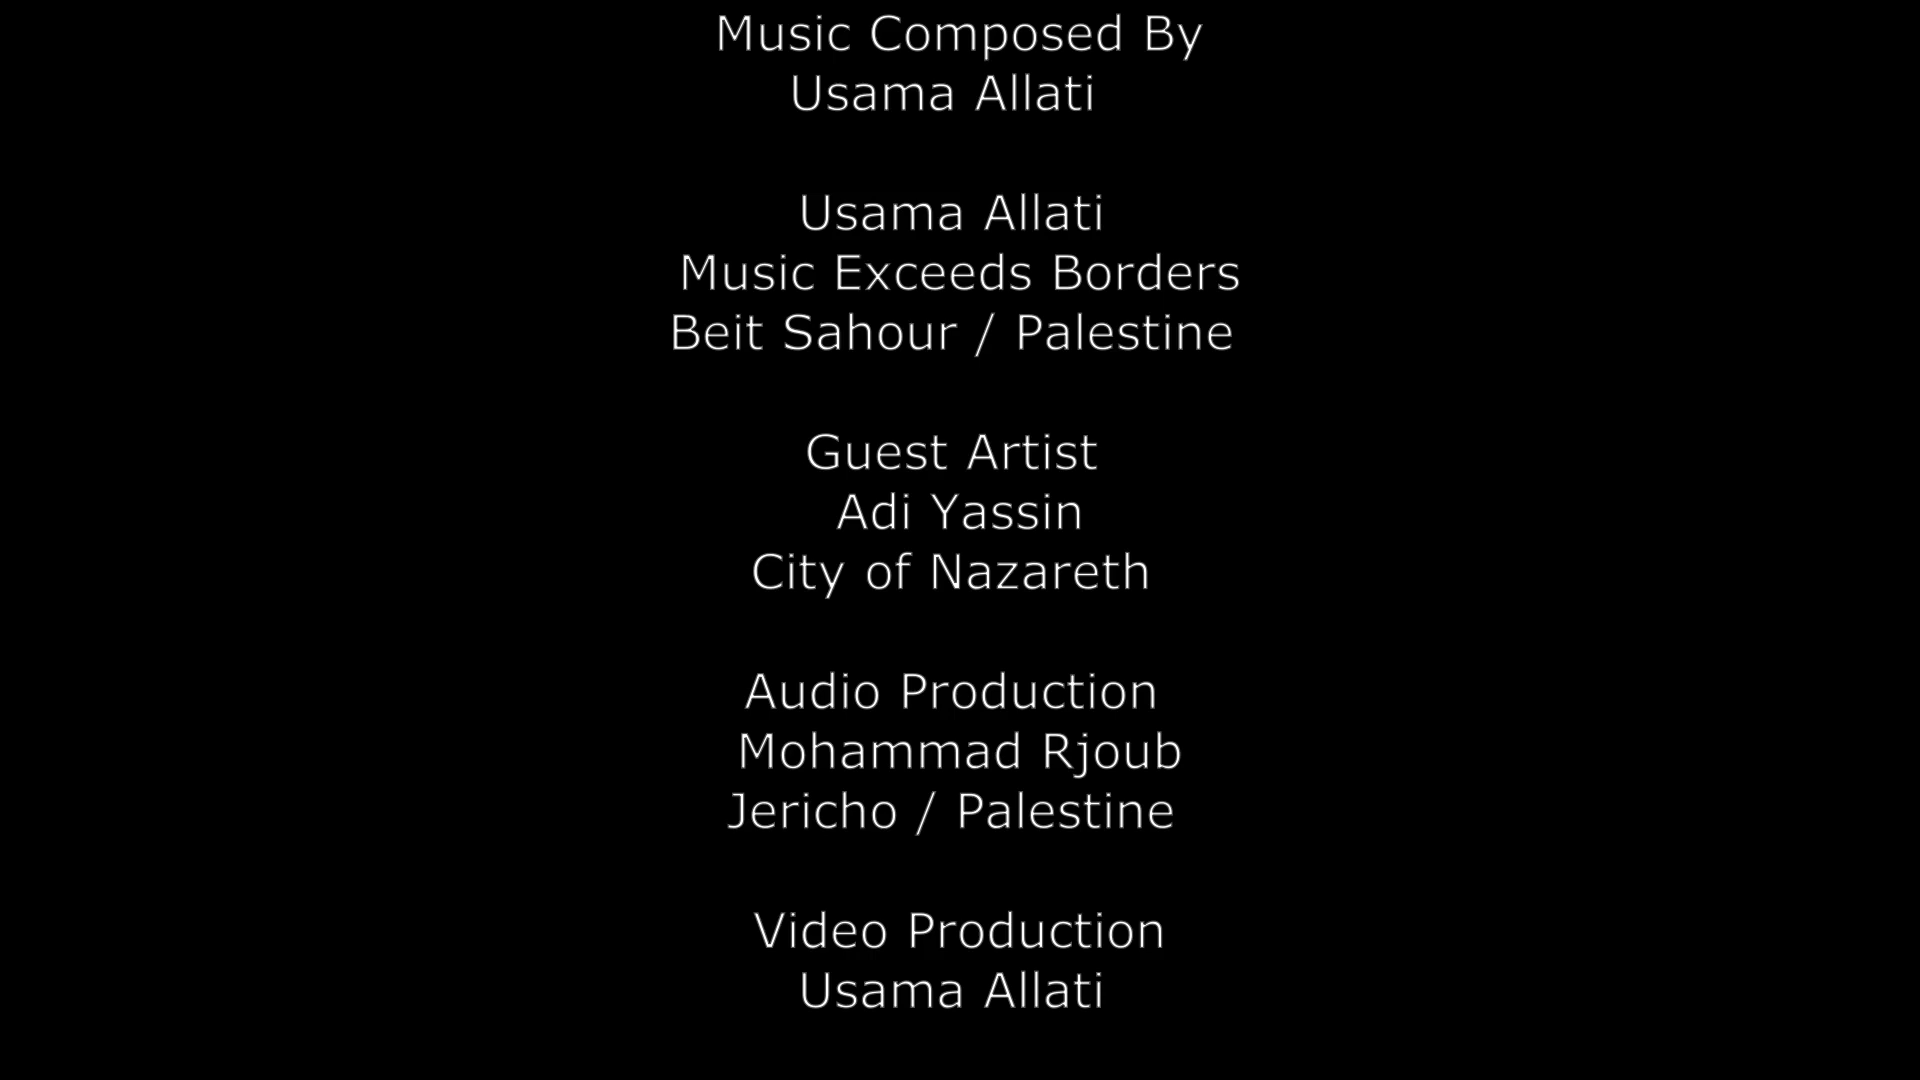 Music Composed By
Usama Allati
Usama Allati
Music Exceeds Borders
Beit Sahour / Palestine
Guest Artist
Adi Yassin
City of Nazareth
Audio Production
Mohammad Rjoub
Jericho / Palestine
Video Production
Usama Allati